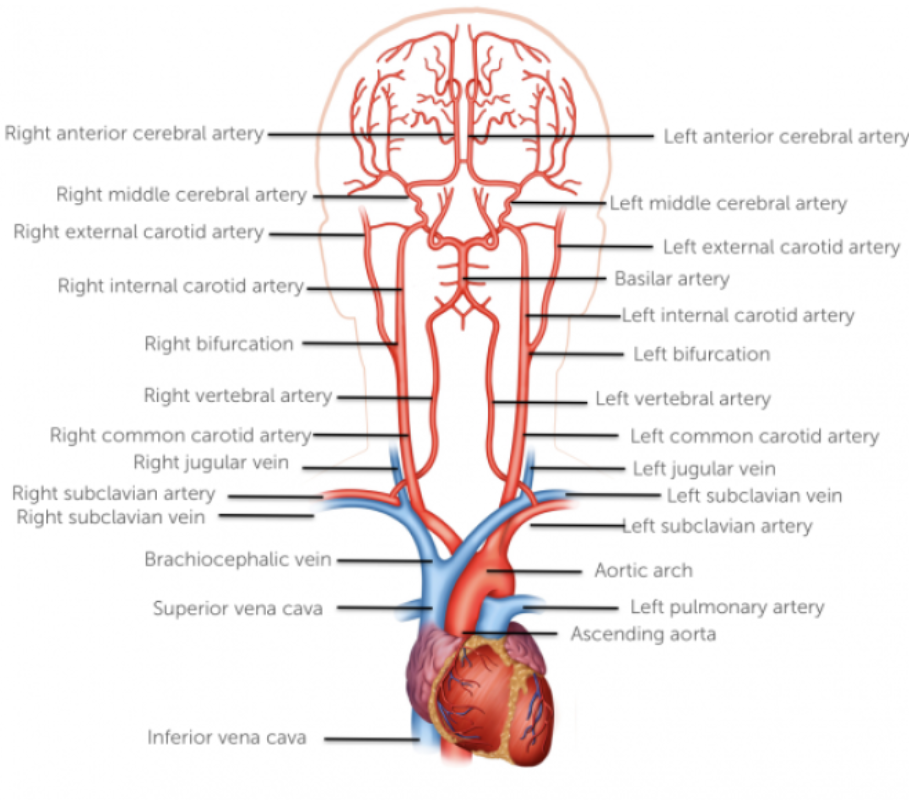 Right anterior cerebral artery
Left anterior cerebral artery
Right middle cerebral artery
Left middle cerebral artery
Right external carotid artery
Left external carotid artery
Basilar artery
Right internal carotid artery
Left internal carotid artery
Right bifurcation
Left bifurcation
Right vertebral artery
Left vertebral artery
Right common carotid artery
Left common carotid artery
Right jugular vein
Left jugular vein
Right subclavian artery
Left subclavian vein
Right subclavian vein
Left subclavian artery
Brachiocephalic vein
Aortic arch
Superior vena cava
Left pulmonary artery
Ascending aorta
Inferior vena cava